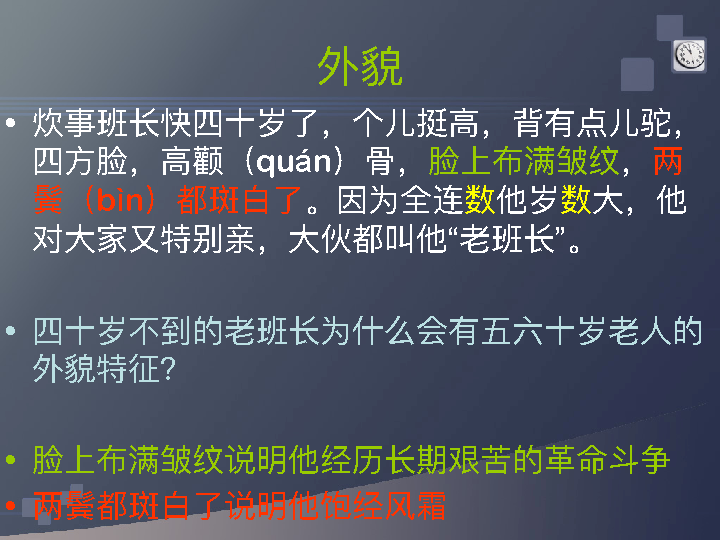 外貌
• 炊事班长快四十岁了，个儿挺高，背有点儿驼，
四方脸，高颧（quán）骨，脸上布满皱纹，两
鬓（bìn）都斑白了。因为全连数他岁数大，他
对大家又特别亲，大伙都叫他“老班长”。
• 四十岁不到的老班长为什么会有五六十岁老人的
外貌特征？
• 脸上布满皱纹说明他经历长期艰苦的革命斗争
• 两鬓都斑白了说明他饱经风霜